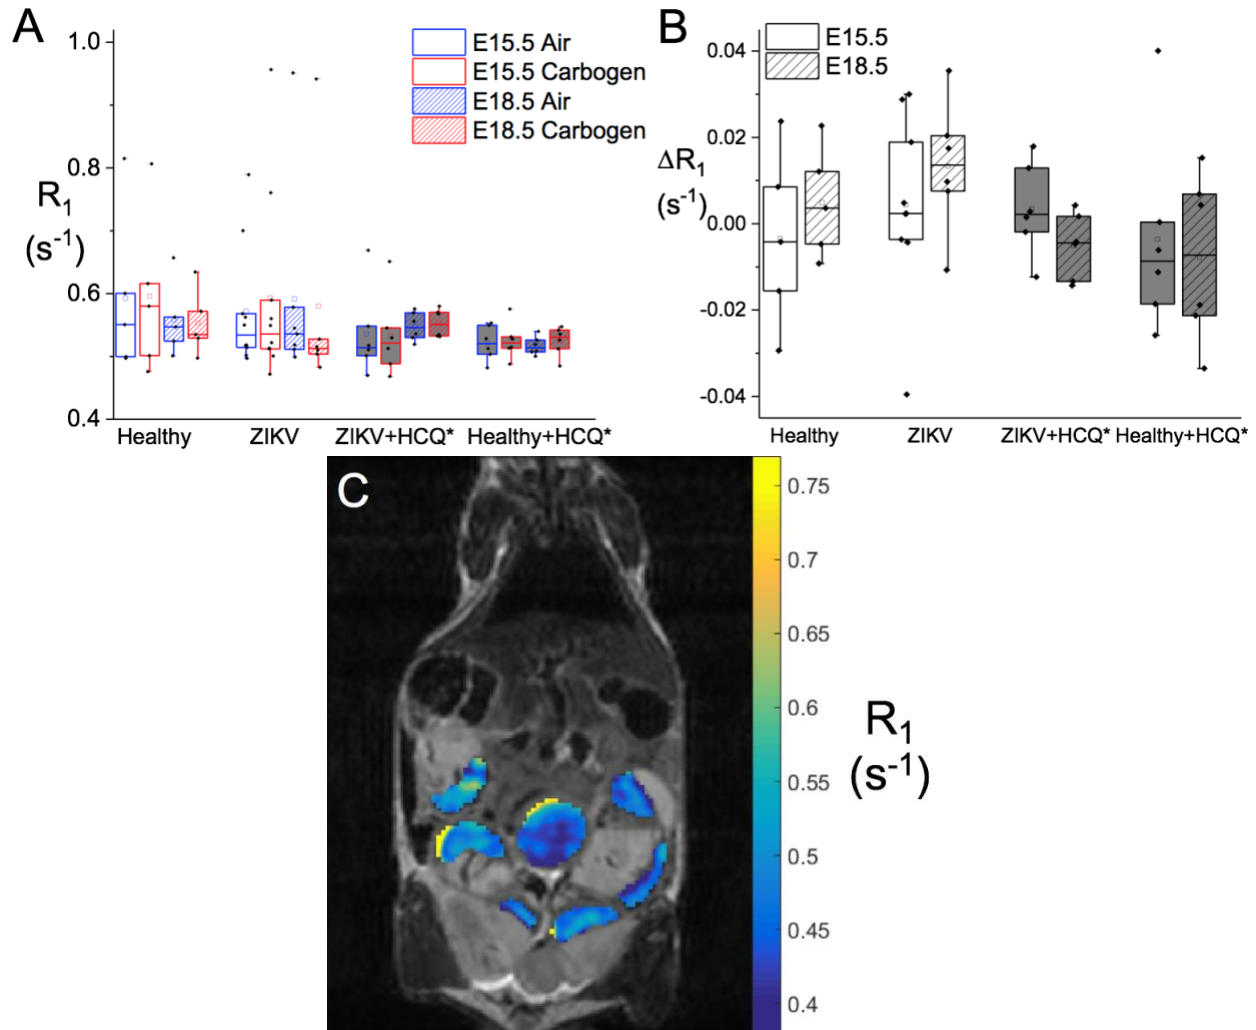 A
R1
(s-1)
1.0
0.8
0.6
0.4
E15.5 Air
E15.5 Carbogen
E18.5 Air
E18.5 Carbogen
Healthy
ZIKV
ZIKV+HCQ*
Healthy+HCQ*
B
ΔR1
(s-1)
0.04
0.02
0.00
-0.02
-0.04
E15.5
E18.5
Healthy
ZIKV
ZIKV+HCQ*
Healthy+HCQ*
C
0.75
0.7
0.65
0.6
0.55
0.5
0.45
0.4
R1
(s-1)